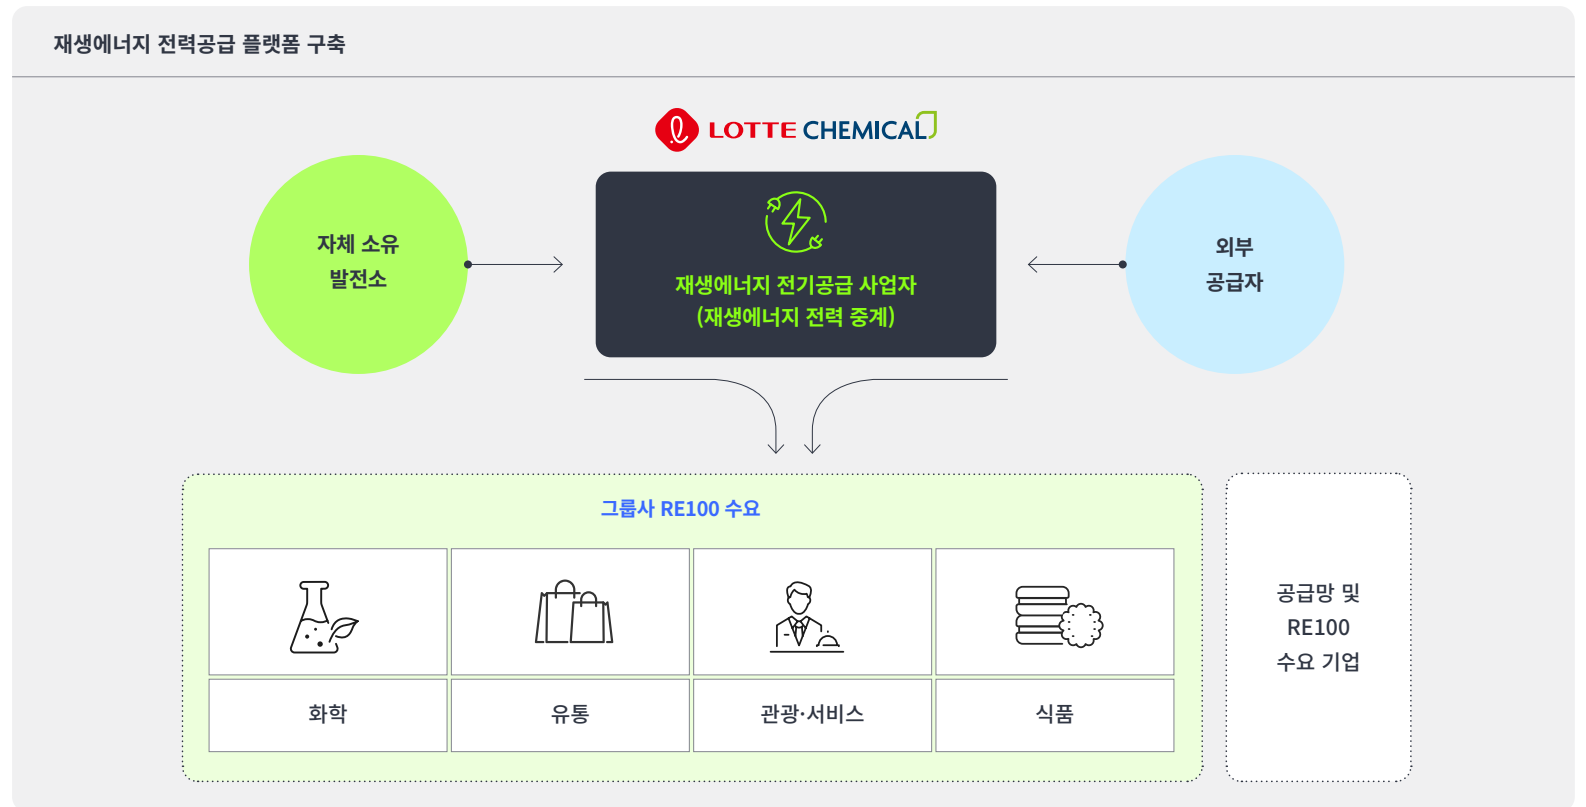 재생에너지 전력공급 플랫폼 구축
LOTTE CHEMICAL
자체 소유
발전소
재생에너지 전기공급 사업자
(재생에너지 전력 중계)
외부
공급자
그룹사 RE100 수요
화학
유통
관광·서비스
식품
공급망 및
RE100
수요 기업